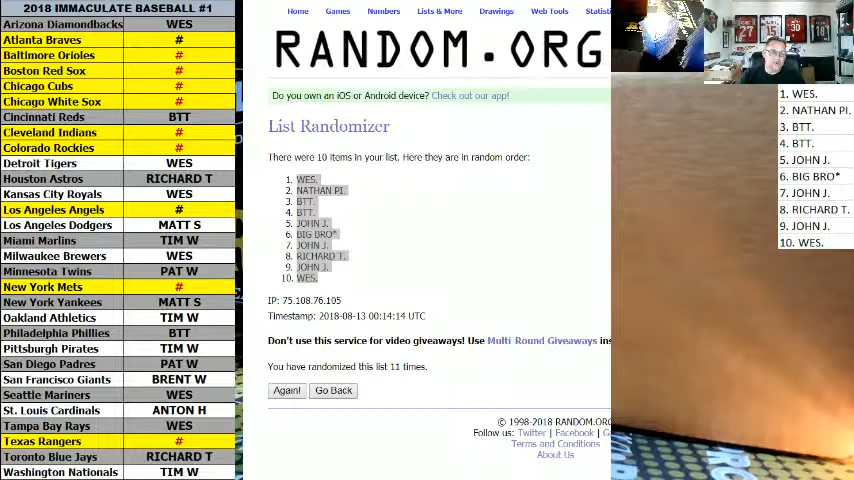 2018 IMMACULATE BASEBALL #1
Arizona Diamondbacks WES
Atlanta Braves #
Baltimore Orioles #
Boston Red Sox #
Chicago Cubs #
Chicago White Sox #
Cincinnati Reds BTT
Cleveland Indians #
Colorado Rockies #
Detroit Tigers WES
Houston Astros RICHARD T
Kansas City Royals WES
Los Angeles Angels #
Los Angeles Dodgers MATT S
Miami Marlins TIM W
Milwaukee Brewers WES
Minnesota Twins PAT W
New York Mets #
New York Yankees MATT S
Oakland Athletics TIM W
Philadelphia Phillies BTT
Pittsburgh Pirates TIM W
San Diego Padres PAT W
San Francisco Giants BRENT W
Seattle Mariners WES
St. Louis Cardinals ANTON H
Tampa Bay Rays WES
Texas Rangers #
Toronto Blue Jays RICHARD T
Washington Nationals TIM W
Home Games Numbers Lists & More Drawings Web Tools Statisti
RANDOM.ORG
Do you own an iOS or Android device? Check out our app!
List Randomizer
There were 10 items in your list. Here they are in random order:
1. WES.
2. NATHAN PI.
3. BTT.
4. BTT.
5. JOHN J.
6. BIG BRO*
7. JOHN J.
8. RICHARD T.
9. JOHN J.
10. WES.
IP: 75.108.76.105
Timestamp: 2018-08-13 00:14:14 UTC
Don't use this service for video giveaways! Use Multi-Round Giveaways ins
You have randomized this list 11 times.
Again! Go Back
© 1998-2018 RANDOM.ORG
Follow us: Twitter | Facebook | G
Terms and Conditions
About Us
27 15 30 18
1. WES.
2. NATHAN PI.
3. BTT.
4. BTT.
5. JOHN J.
6. BIG BRO*
7. JOHN J.
8. RICHARD T.
9. JOHN J.
10. WES.